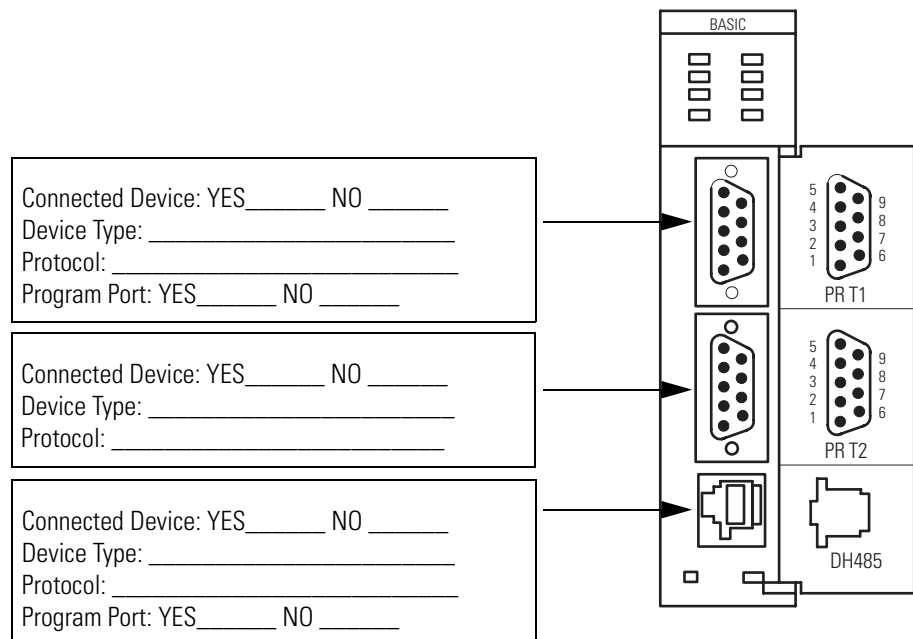 BASIC
Connected Device: YES_______ NO _______
Device Type: ___________________________
Protocol: ______________________________
Program Port: YES_______ NO _______
5
4
3
2
1
9
8
7
6
PR T1
Connected Device: YES_______ NO _______
Device Type: ___________________________
Protocol: _____________________________
5
4
3
2
1
9
8
7
6
PR T2
Connected Device: YES_______ NO _______
Device Type: ___________________________
Protocol: ______________________________
Program Port: YES_______ NO _______
DH485